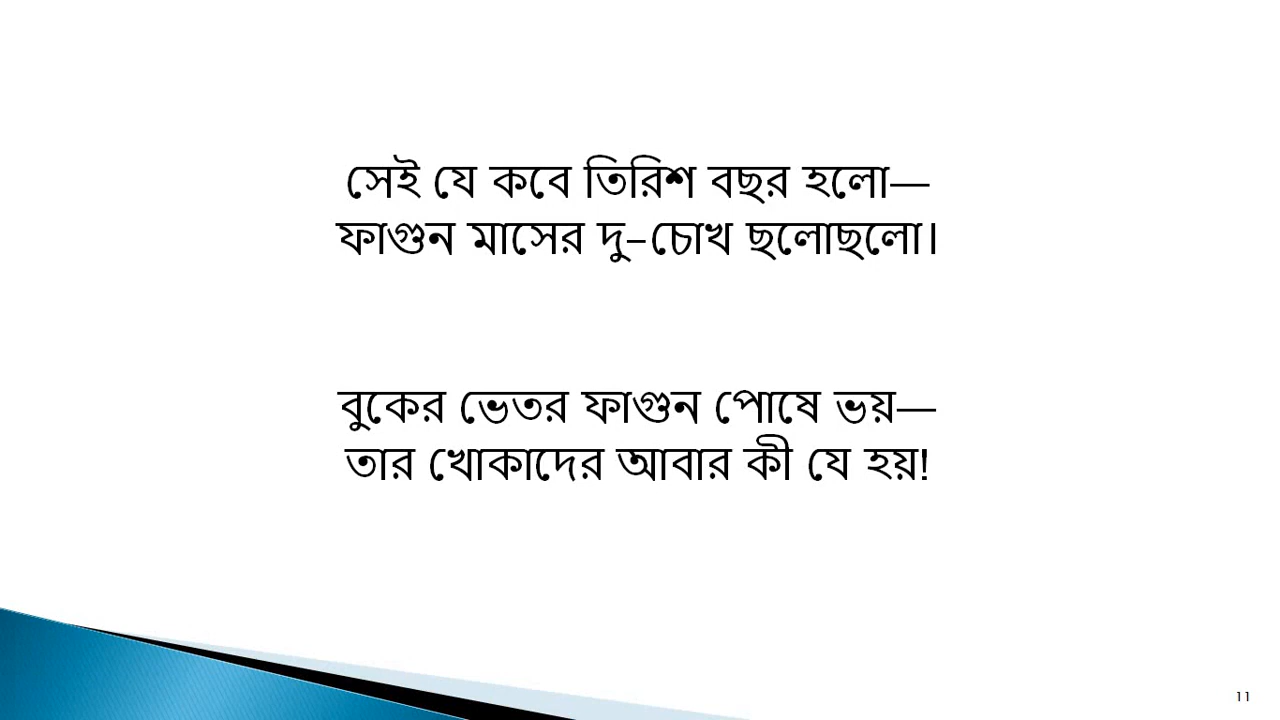 সেই যে কবে তিরিশ বছর হলো—
ফাগুন মাসের দু-চোখ ছলোছলো।
বুকের ভেতর ফাগুন পোষে ভয়—
তার খোকাদের আবার কী যে হয়!
11